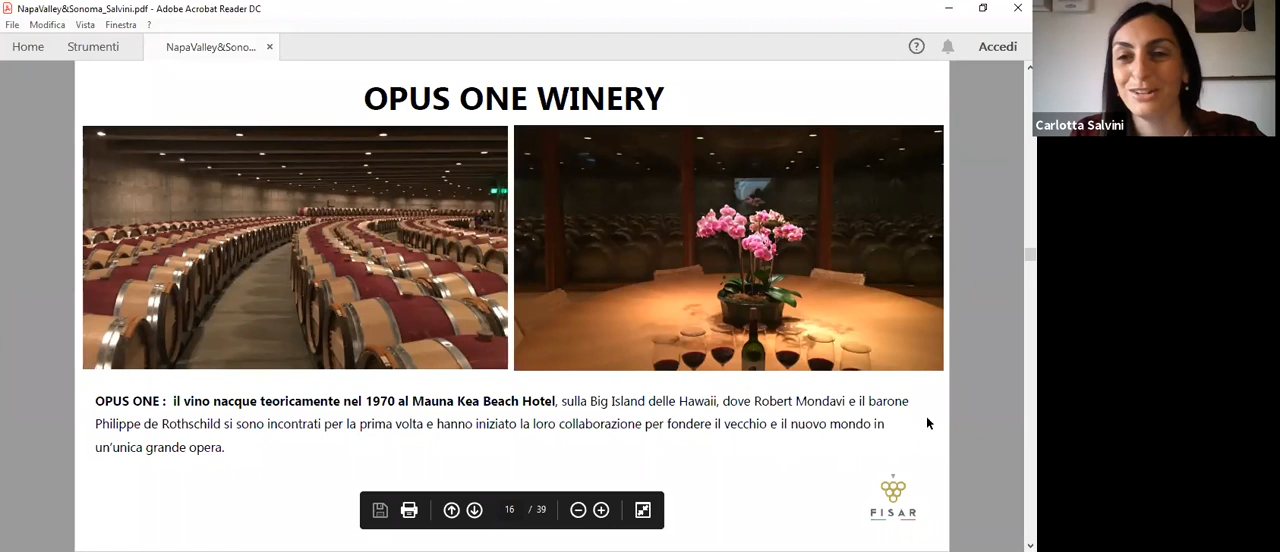 NapaValley&Sonoma_Salvini.pdf - Adobe Acrobat Reader DC
File Modifica Vista Finestra ?
Home Strumenti NapaValley&Sono... × Accedi
OPUS ONE WINERY
Carlotta Salvini
OPUS ONE : il vino nacque teoricamente nel 1970 al Mauna Kea Beach Hotel, sulla Big Island delle Hawaii, dove Robert Mondavi e il barone
Philippe de Rothschild si sono incontrati per la prima volta e hanno iniziato la loro collaborazione per fondere il vecchio e il nuovo mondo in
un'unica grande opera.
16 / 39
FISAR